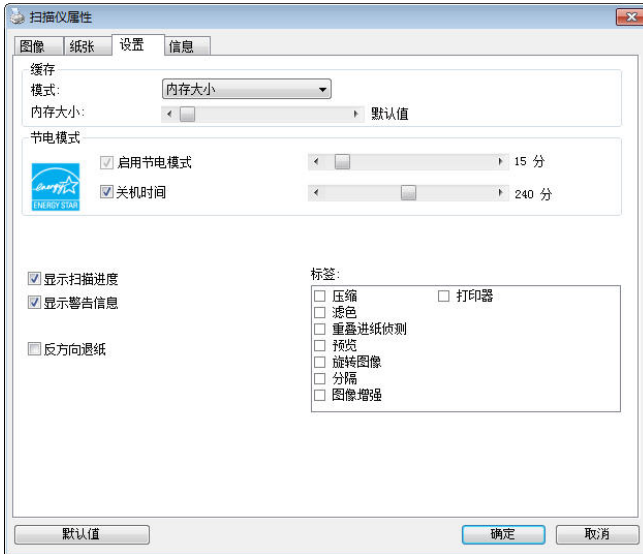 扫描仪属性
图像 纸张 设置 信息
缓存
模式: 内存大小
内存大小: 默认值
节电模式
启用节电模式 15 分
关机时间 240 分
energy
ENERGY STAR
显示扫描进度
显示警告信息
反方向退纸
标签:
压缩 打印器
滤色
重叠进纸侦测
预览
旋转图像
分隔
图像增强
默认值 确定 取消